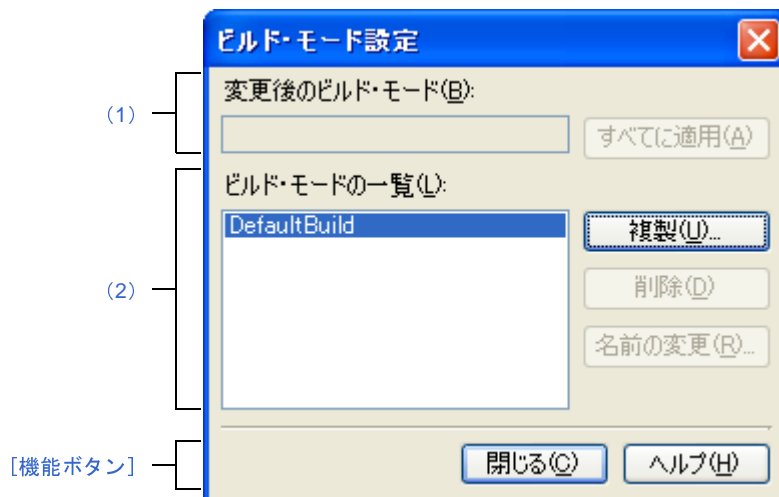 ビルド・モード設定
(1)
変更後のビルド・モード(B):
すべてに適用(A)
(2)
ビルド・モードの一覧(L):
DefaultBuild
複製(U)...
削除(D)
名前の変更(R)...
[機能ボタン]
閉じる(C)
ヘルプ(H)